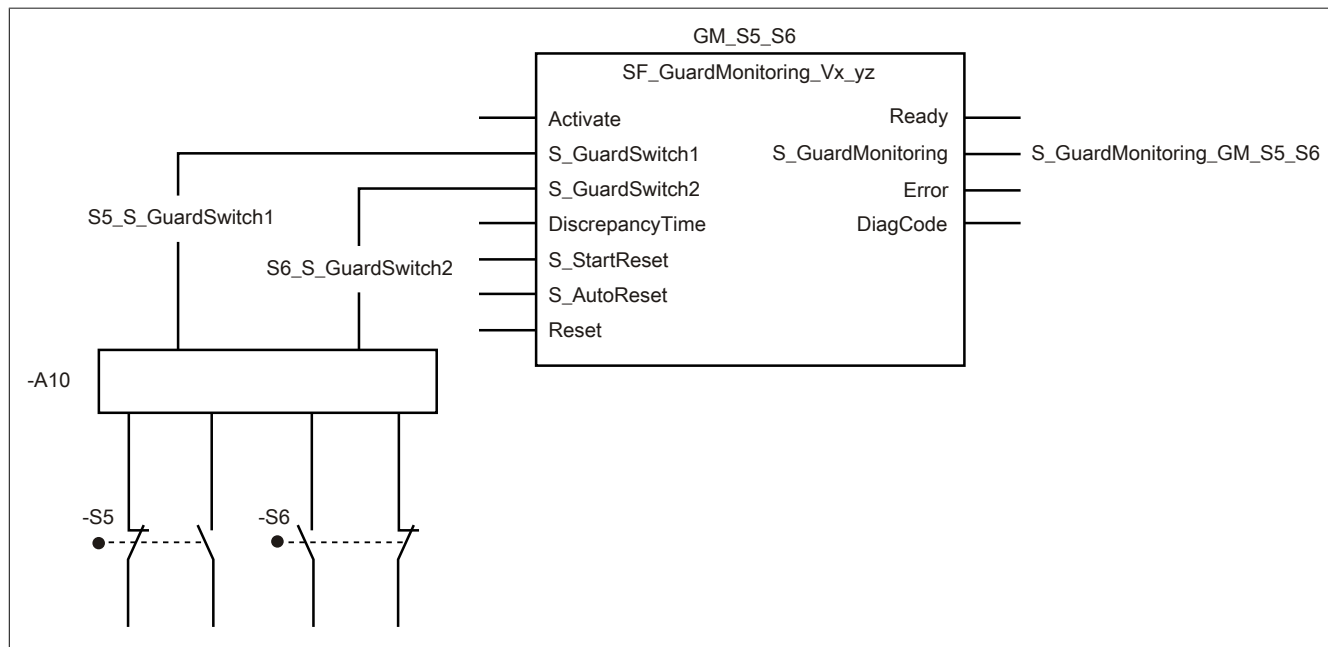 GM_S5_S6
SF_GuardMonitoring_Vx_yz
Activate
Ready
S_GuardSwitch1
S_GuardMonitoring
S_GuardMonitoring_GM_S5_S6
S_GuardSwitch2
Error
S5_S_GuardSwitch1
DiscrepancyTime
DiagCode
S6_S_GuardSwitch2
S_StartReset
S_AutoReset
Reset
-A10
-S5
-S6